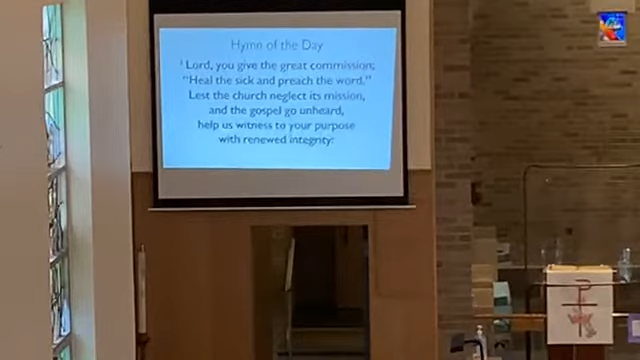 Hymn of the Day
1 Lord, you give the great commission;
"Heal the sick and preach the word."
Lest the church neglect its mission,
and the gospel go unheard,
help us witness to your purpose
with renewed integrity: